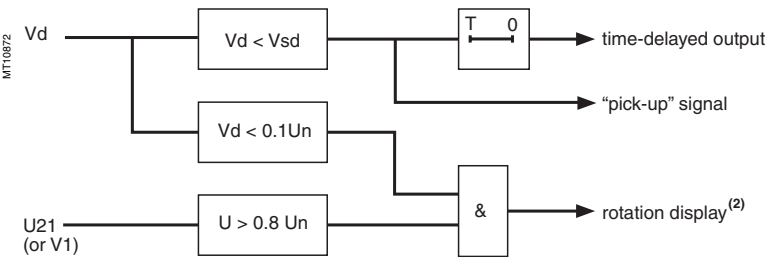 MT10872
Vd
Vd < Vsd
T 0
time-delayed output
“pick-up” signal
Vd < 0.1Un
U21
(or V1)
U > 0.8 Un
&
rotation display(2)